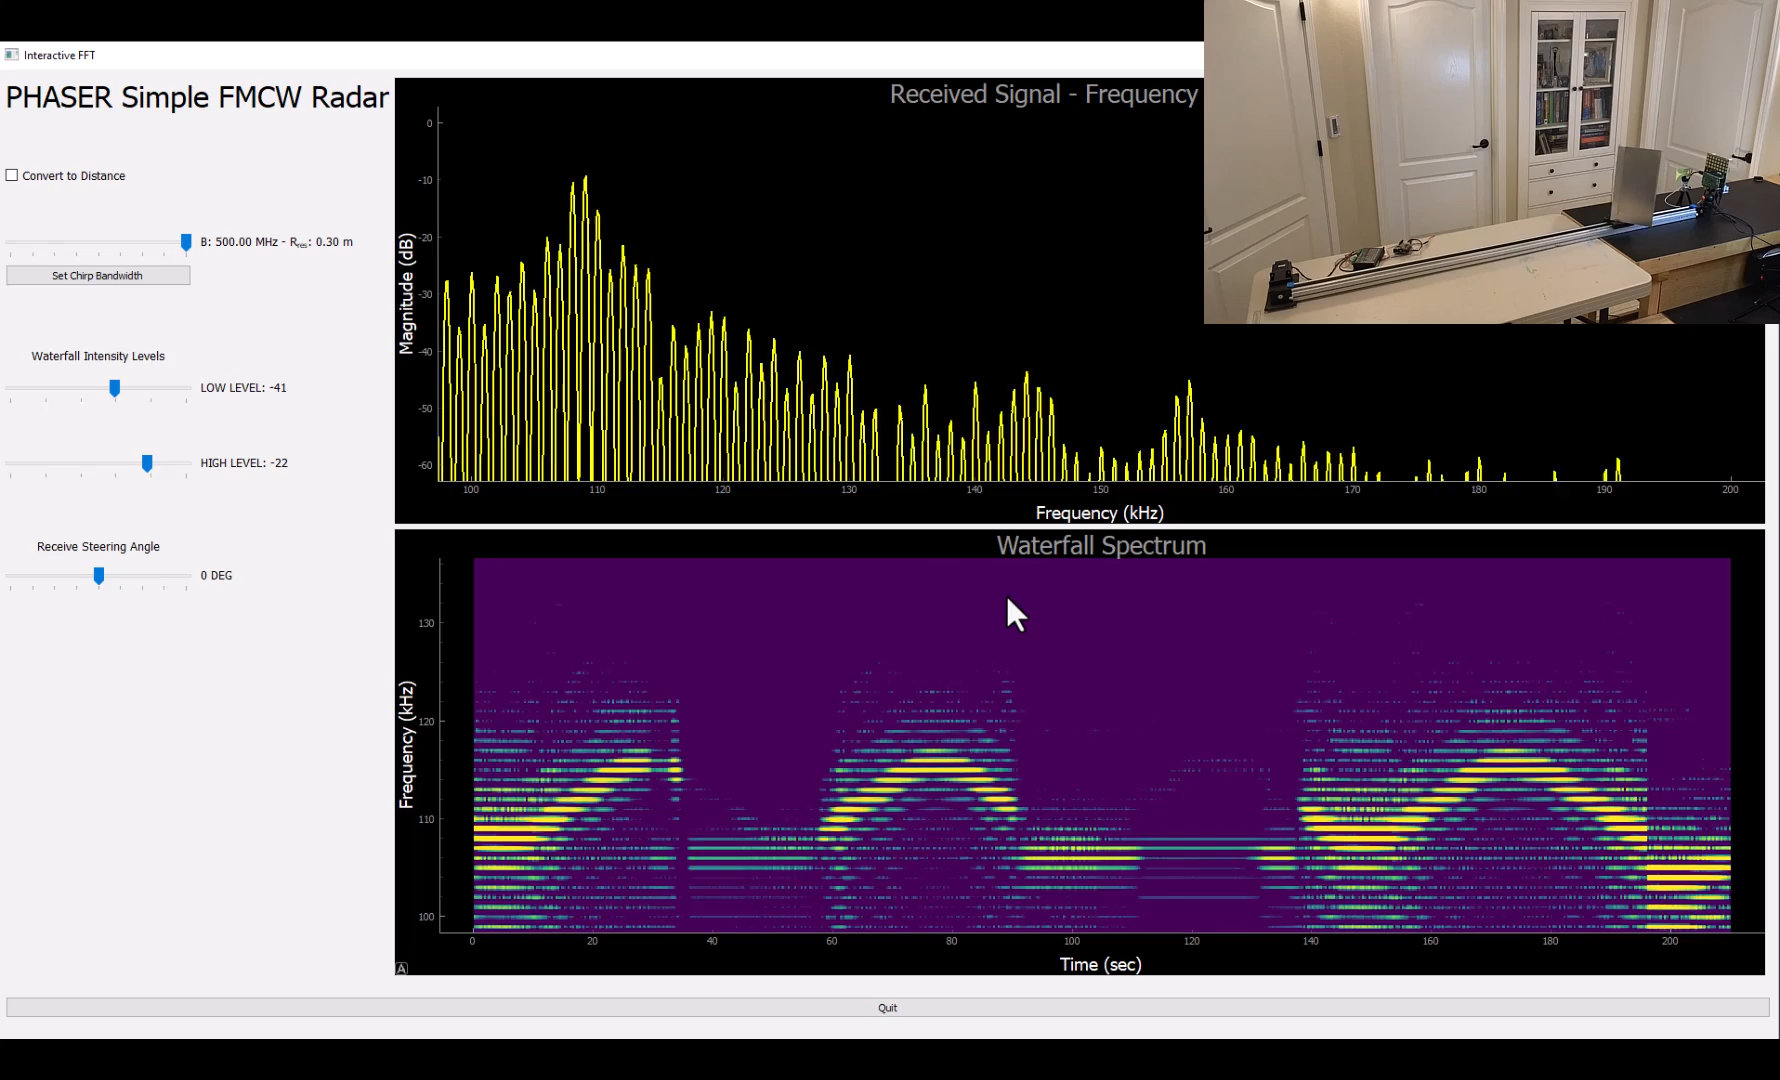 Interactive FFT
PHASER Simple FMCW Radar
Convert to Distance
B: 500.00 MHz - Rres: 0.30 m
Set Chirp Bandwidth
Waterfall Intensity Levels
LOW LEVEL: -41
HIGH LEVEL: -22
Receive Steering Angle
0 DEG
Received Signal - Frequency
Magnitude (dB)
0
-10
-20
-30
-40
-50
-60
100 110 120 130 140 150 160 170 180 190 200
Frequency (kHz)
Waterfall Spectrum
Frequency (kHz)
130
120
110
100
0 20 40 60 80 100 120 140 160 180 200
Time (sec)
A
Quit